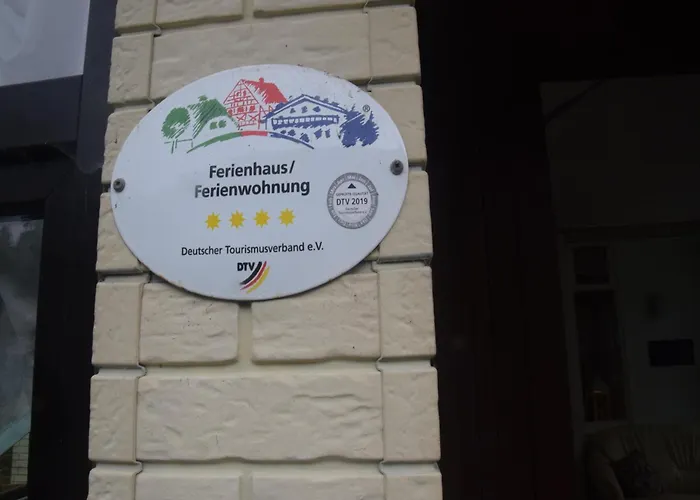 ®
Ferienhaus/
Ferienwohnung
DTV 2019
Deutscher Tourismusverband e.V.
DTV